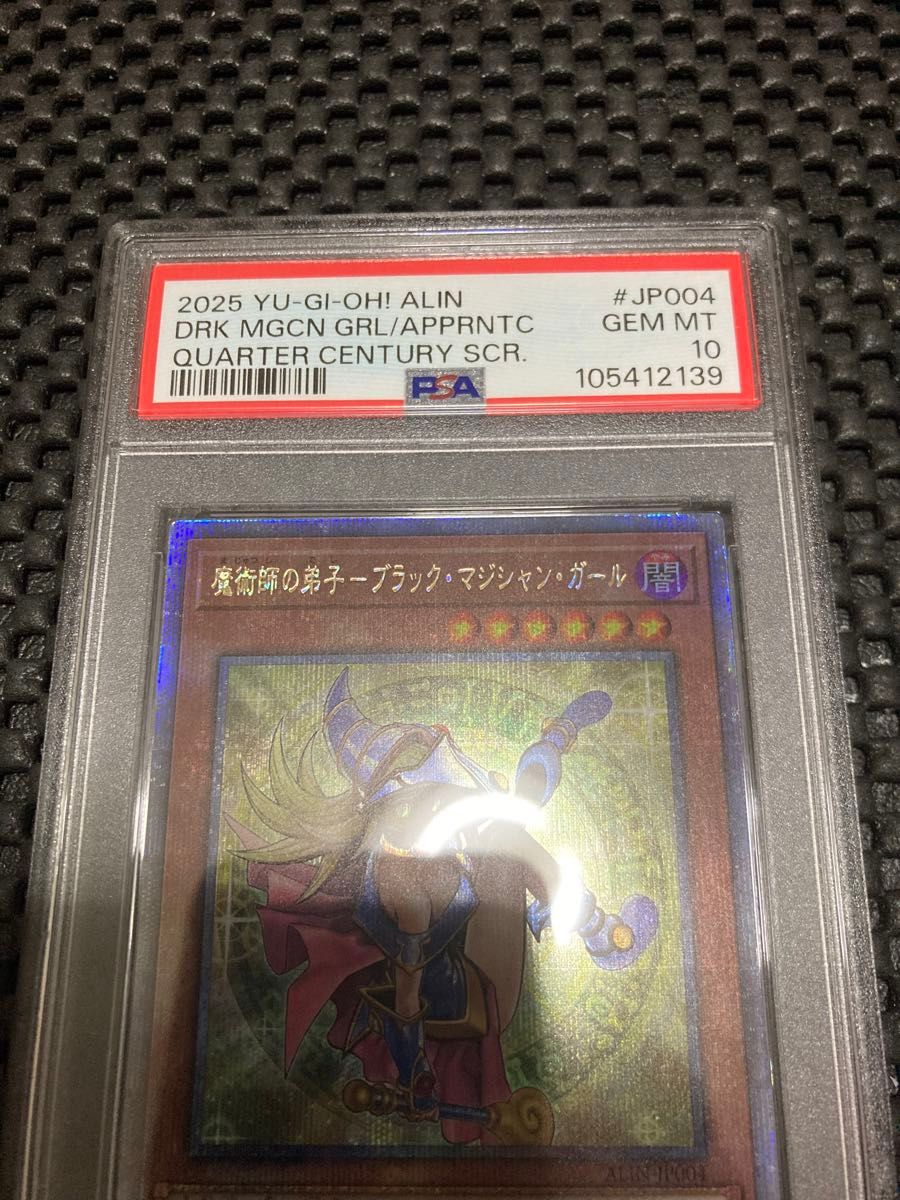 2025 YU-GI-OH! ALIN #JP004
DRK MGCN GRL/APPRNTC GEM MT
QUARTER CENTURY SCR. 10
PSA 105412139
魔術師の弟子－ブラック・マジシャン・ガール 闇
ALIN-JP004